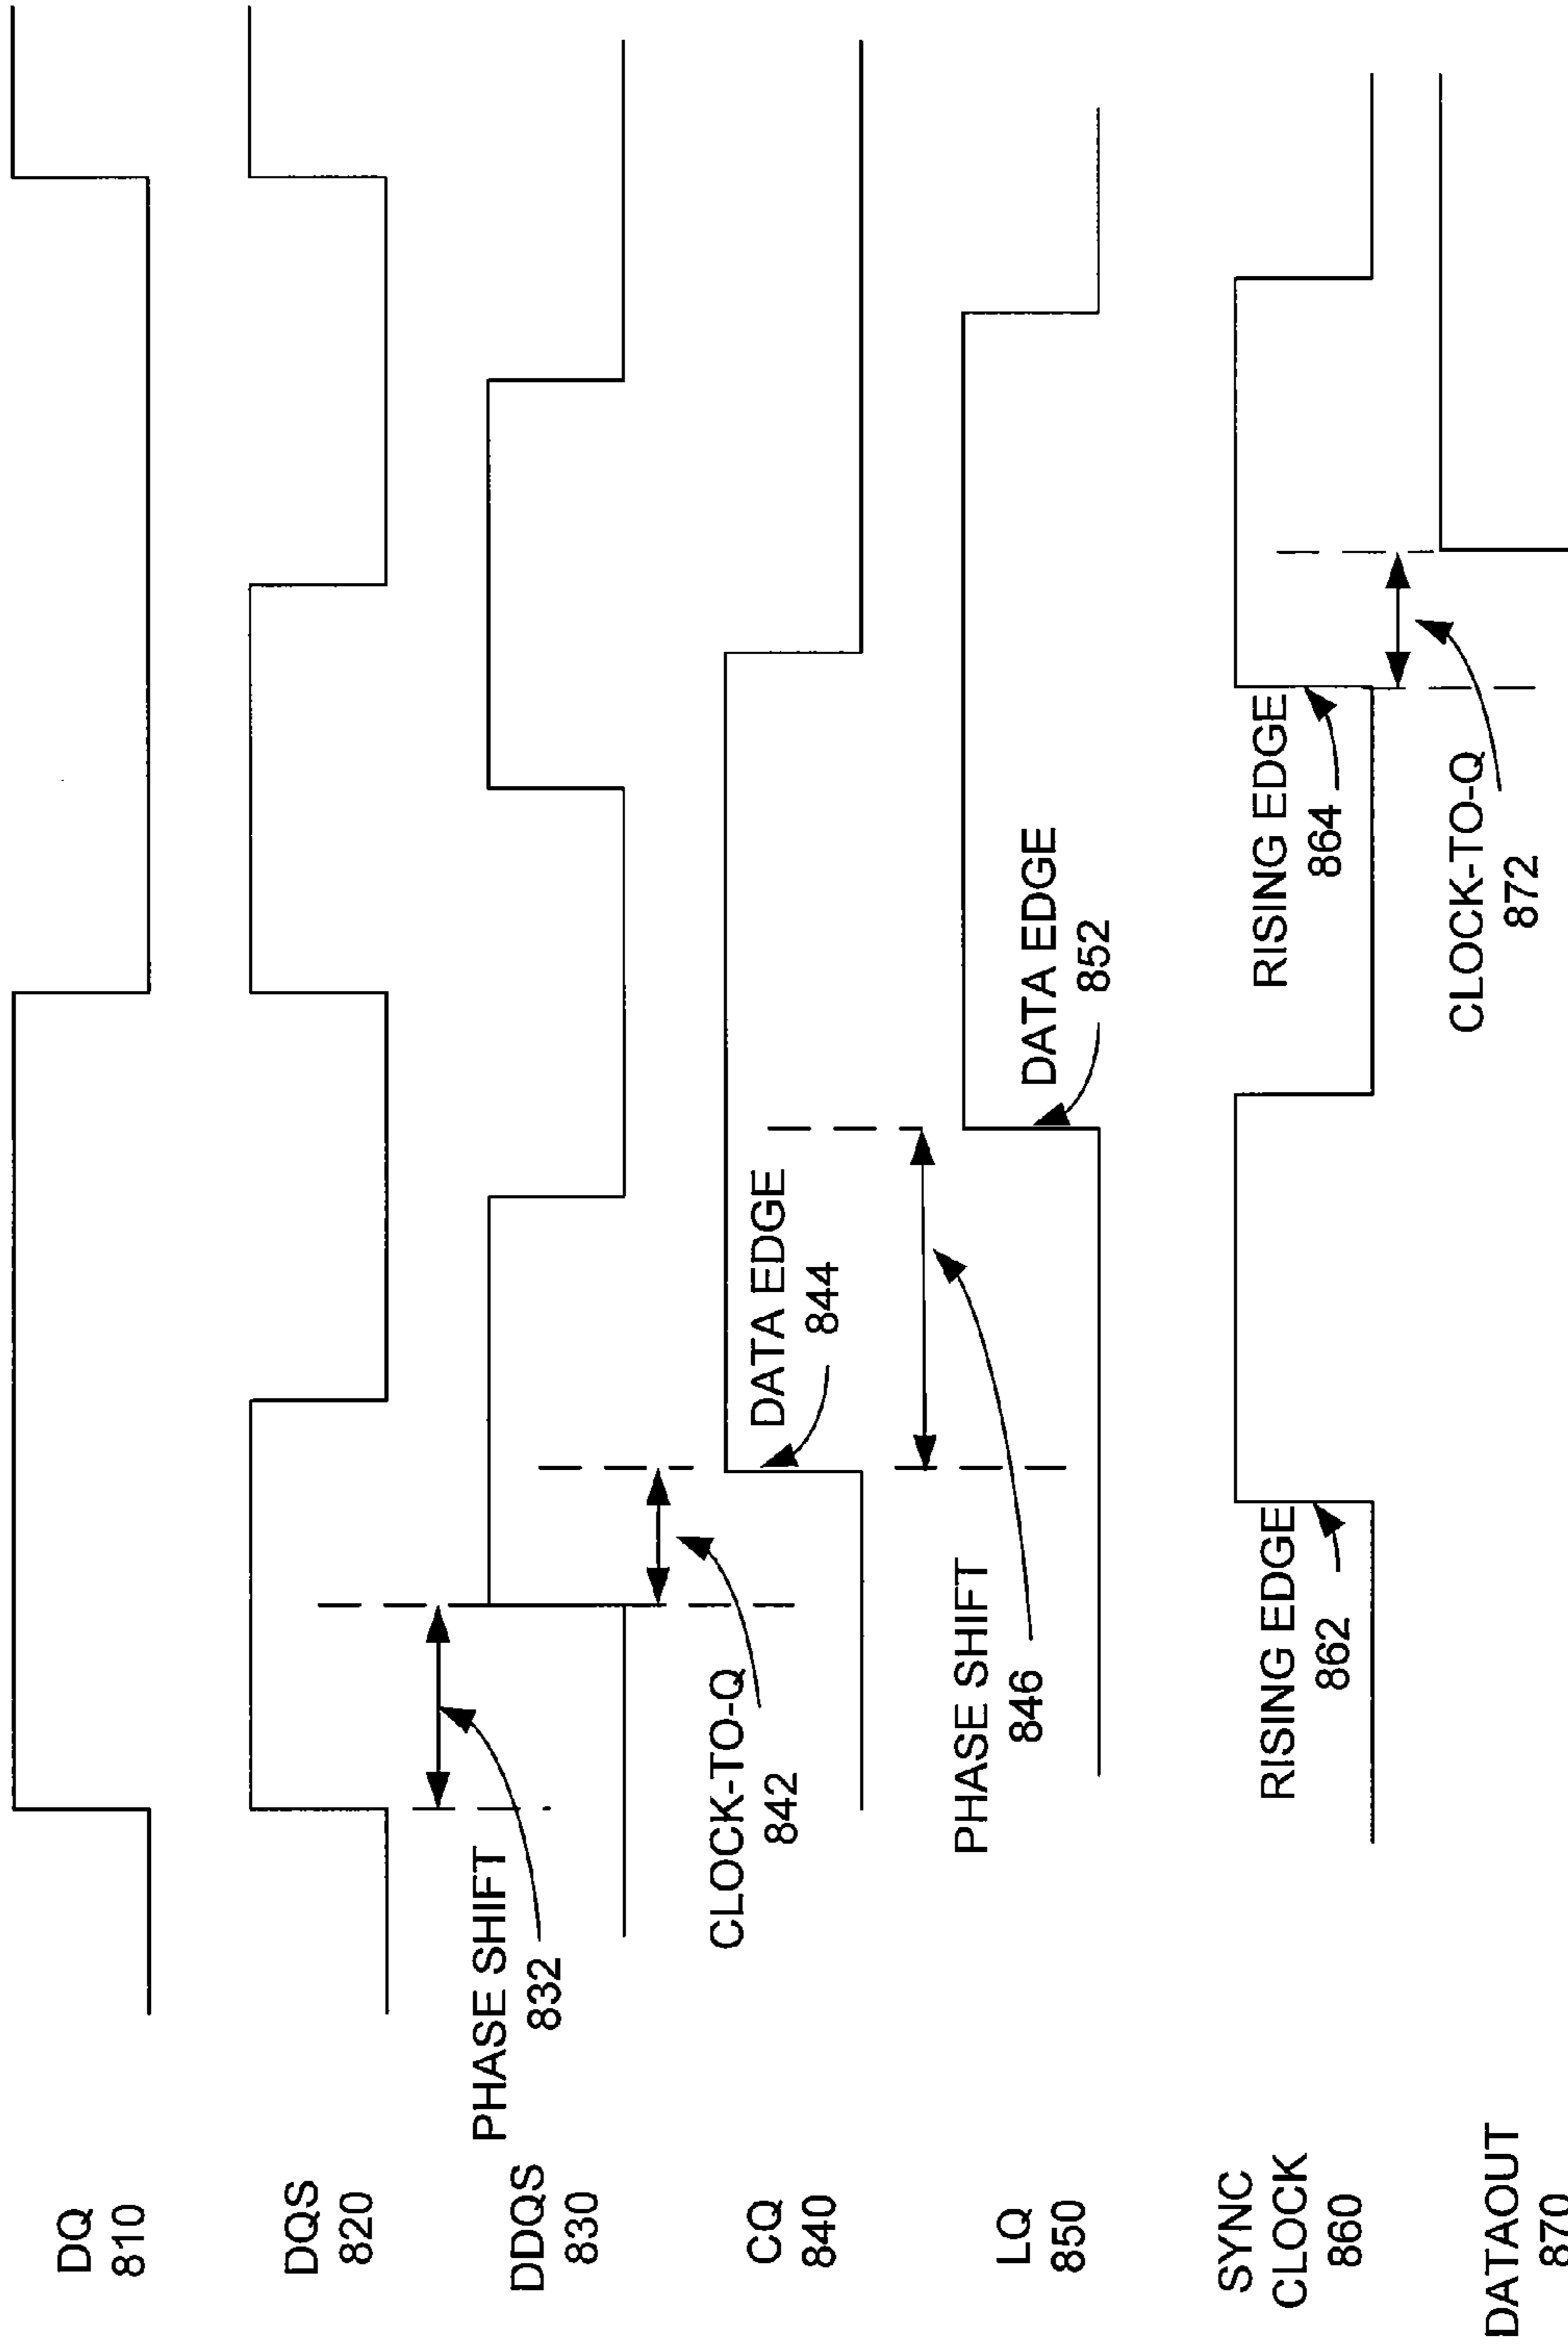 DQ
810
DQS
820
PHASE SHIFT
832
DDQS
830
CLOCK-TO-Q
842
DATA EDGE
844
CQ
840
PHASE SHIFT
846
DATA EDGE
852
LQ
850
RISING EDGE
862
RISING EDGE
864
SYNC
CLOCK
860
CLOCK-TO-Q
872
DATAOUT
870